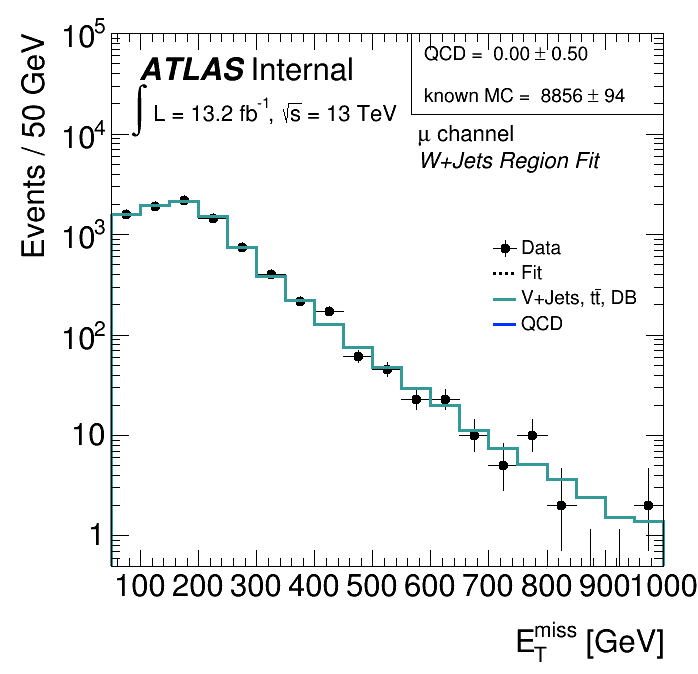 10^5
10^4
10^3
10^2
10
1
Events / 50 GeV
ATLAS Internal
∫ L = 13.2 fb^-1, √s = 13 TeV
QCD = 0.00 ± 0.50
known MC = 8856 ± 94
μ channel
W+Jets Region Fit
Data
Fit
V+Jets, tt̄, DB
QCD
100 200 300 400 500 600 700 800 900 1000
E_T^miss [GeV]